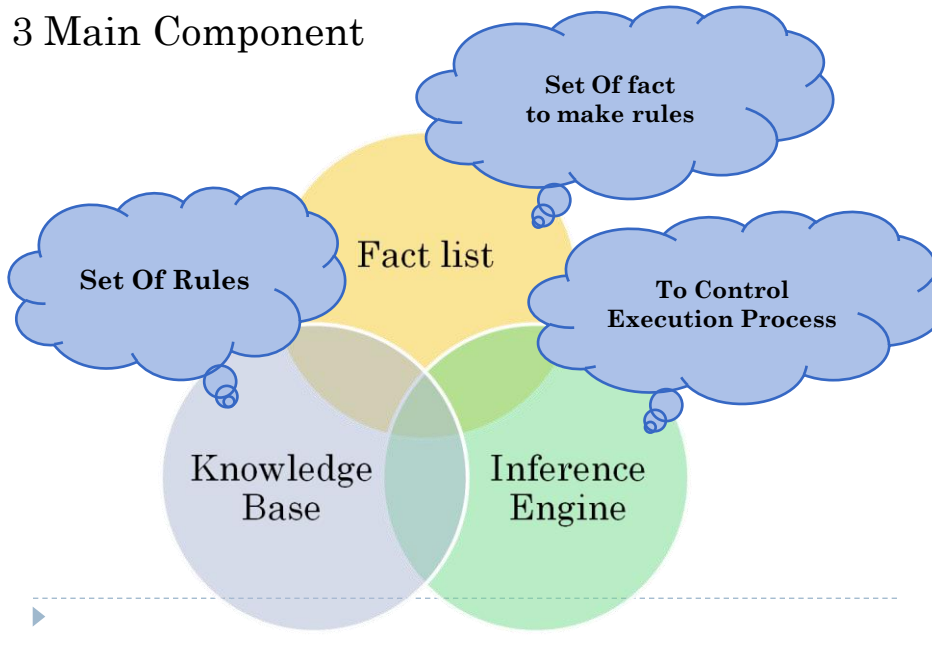 3 Main Component
Set Of fact
to make rules
Fact list
Set Of Rules
To Control
Execution Process
Knowledge
Base
Inference
Engine